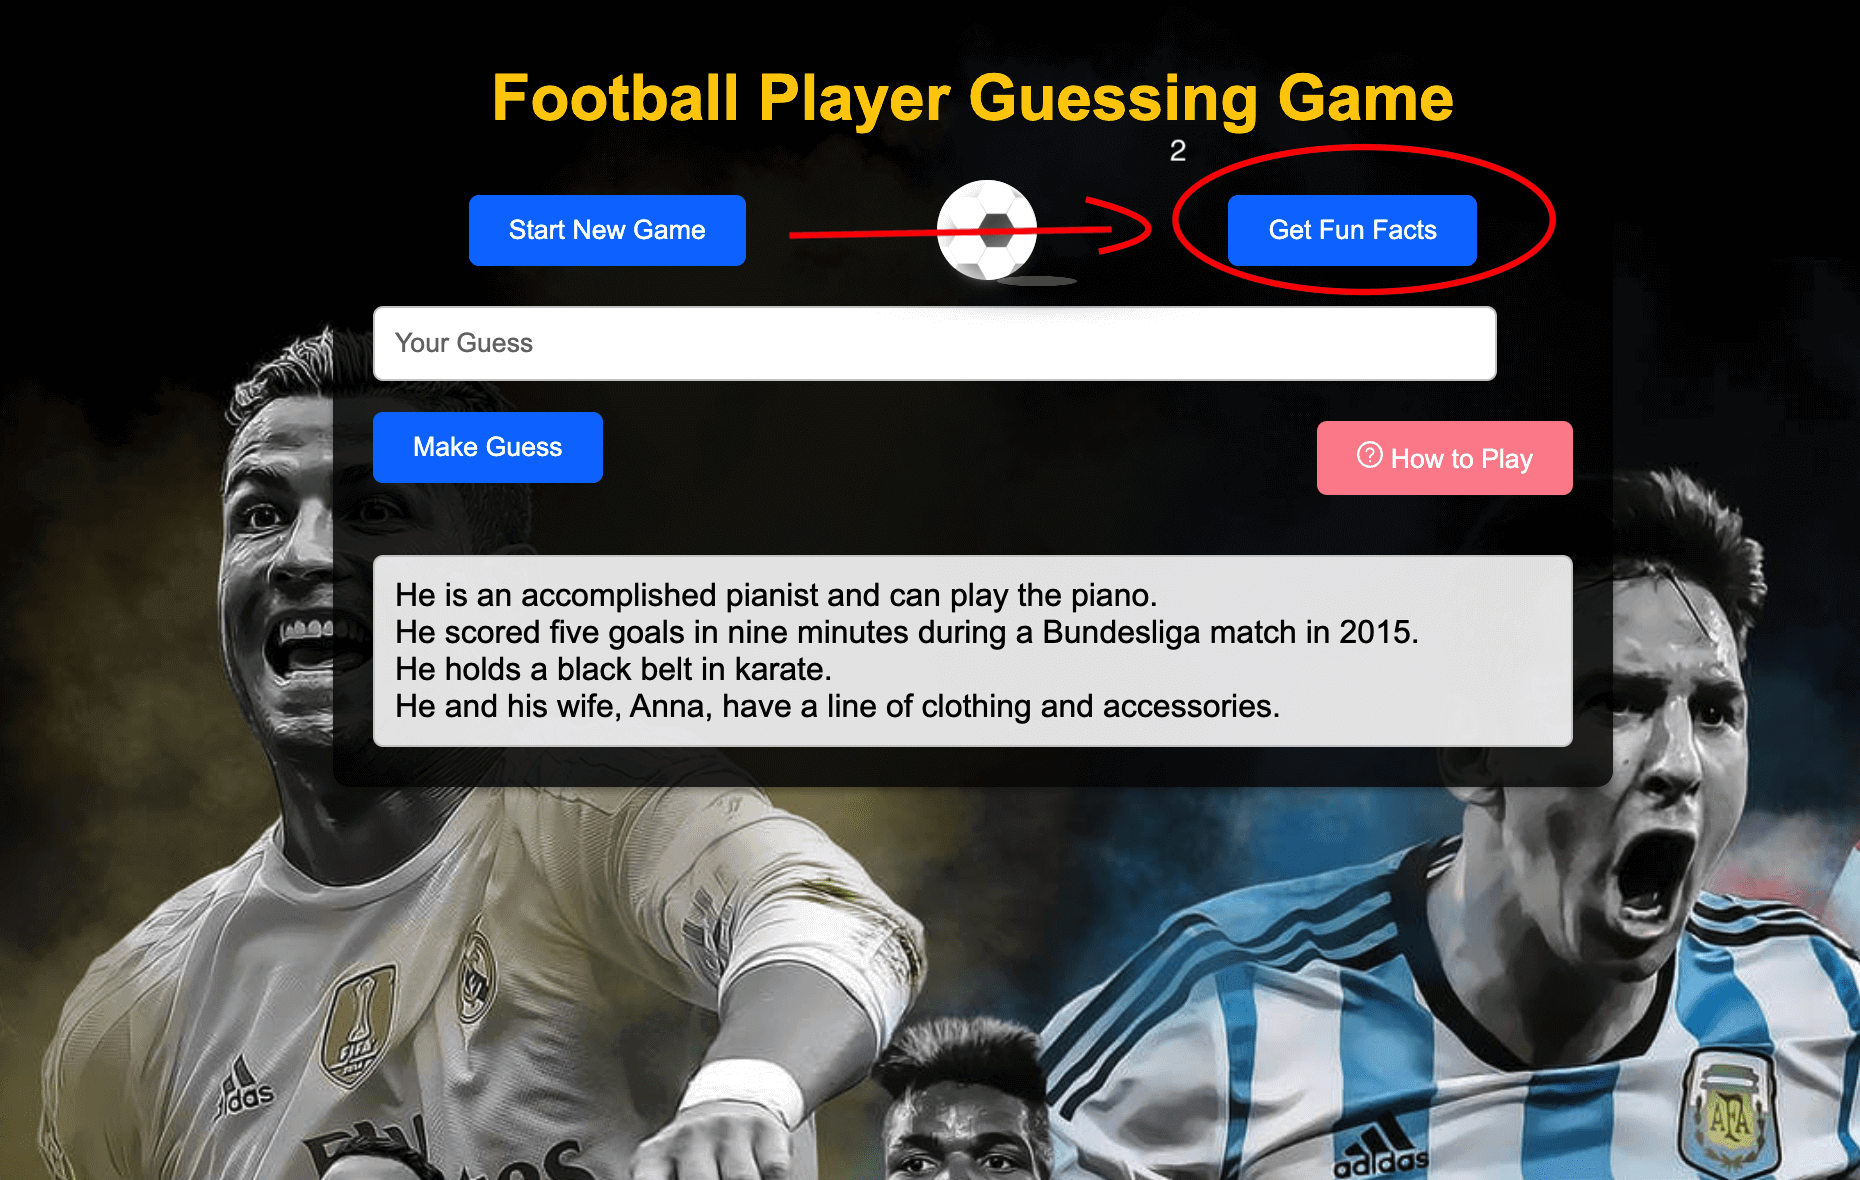 Football Player Guessing Game
2
Start New Game
Get Fun Facts
Your Guess
Make Guess
? How to Play
He is an accomplished pianist and can play the piano.
He scored five goals in nine minutes during a Bundesliga match in 2015.
He holds a black belt in karate.
He and his wife, Anna, have a line of clothing and accessories.
FIFA
adidas
Fly
Emirates
AFA
adidas